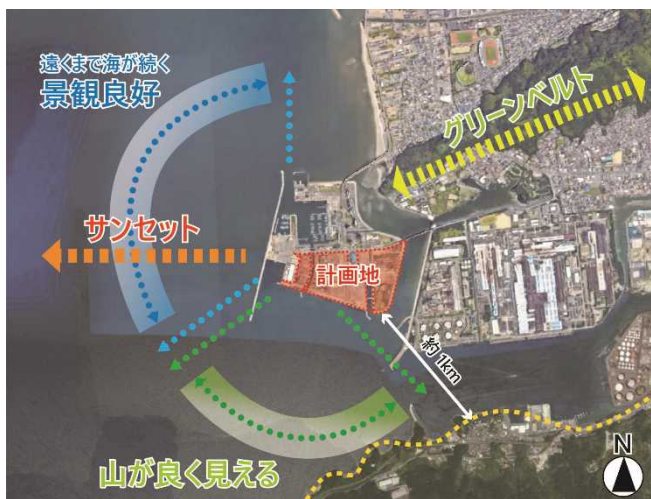 遠くまで海が続く
景観良好
グリーンベルト
サンセット
計画地
約1km
山が良く見える
N